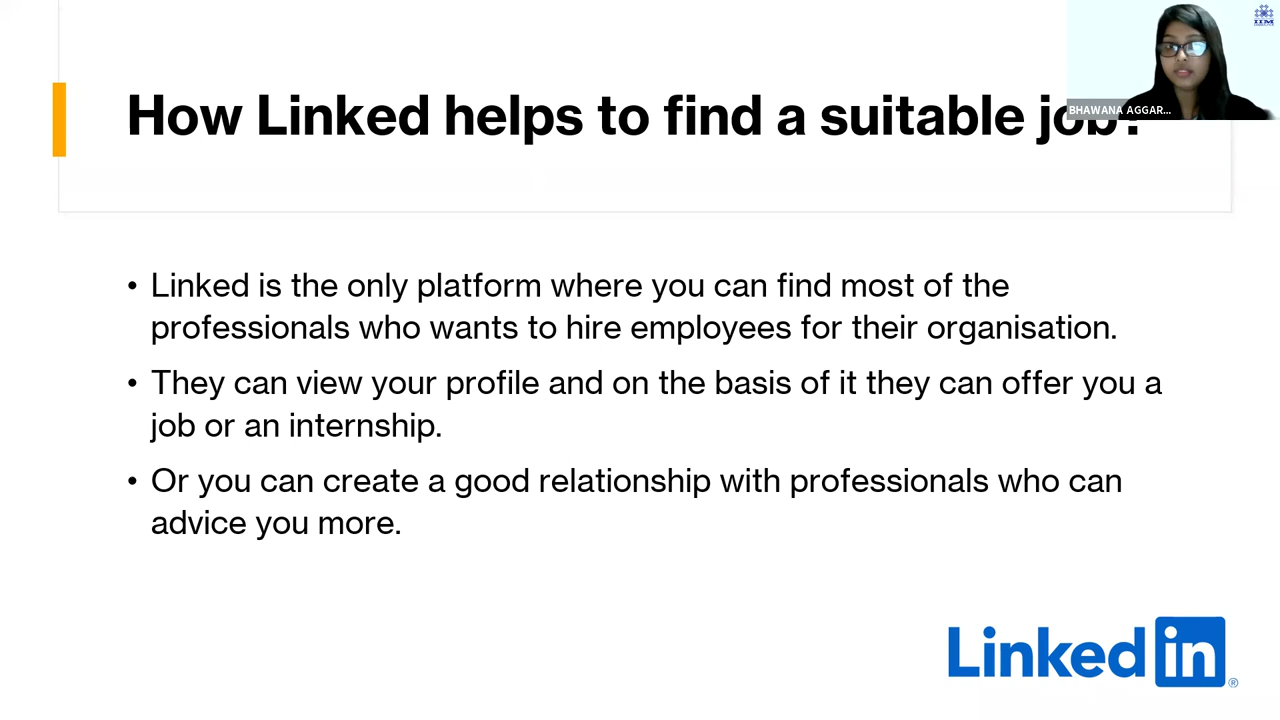 IIM
BHAWANA AGGAR...
How Linked helps to find a suitable job?
• Linked is the only platform where you can find most of the
professionals who wants to hire employees for their organisation.
• They can view your profile and on the basis of it they can offer you a
job or an internship.
• Or you can create a good relationship with professionals who can
advice you more.
Linked in ®